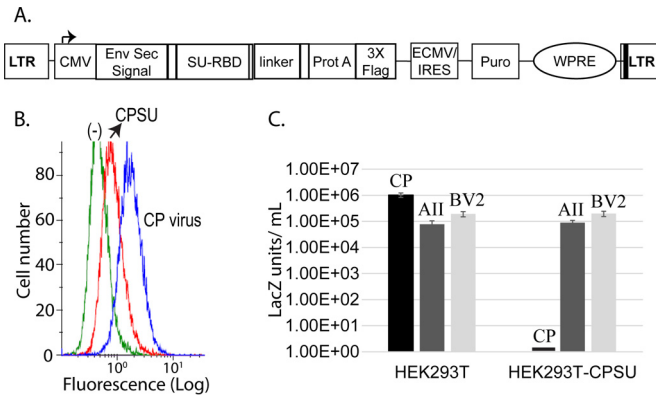 A.
LTR CMV Env Sec Signal SU-RBD linker Prot A 3X Flag ECMV/ IRES Puro WPRE LTR
B.
(-) CPSU
CP virus
Cell number
80
60
40
20
0
10⁰ 10¹
Fluorescence (Log)
C.
LacZ units/ mL
1.00E+07
1.00E+06
1.00E+05
1.00E+04
1.00E+03
1.00E+02
1.00E+01
1.00E+00
CP AII BV2
CP AII BV2
HEK293T HEK293T-CPSU